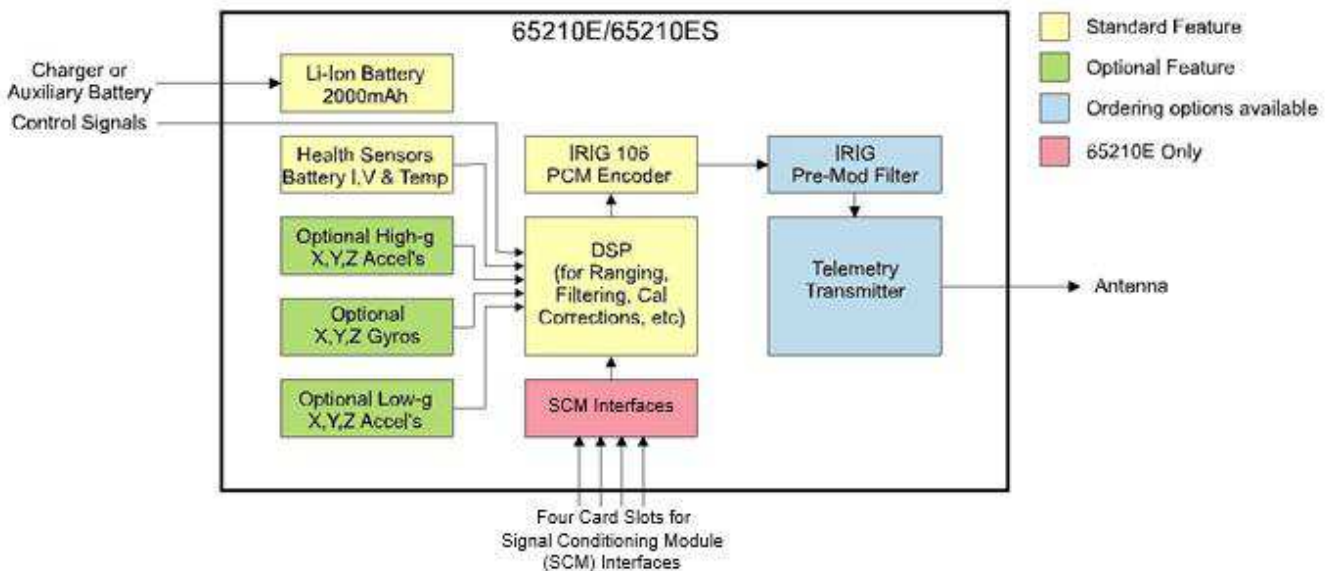 65210E/65210ES
Charger or
Auxiliary Battery
Control Signals
Li-Ion Battery
2000mAh
Health Sensors
Battery I,V & Temp
Optional High-g
X,Y,Z Accel's
Optional
X,Y,Z Gyros
Optional Low-g
X,Y,Z Accel's
IRIG 106
PCM Encoder
DSP
(for Ranging,
Filtering, Cal
Corrections, etc)
SCM Interfaces
IRIG
Pre-Mod Filter
Telemetry
Transmitter
Antenna
Four Card Slots for
Signal Conditioning Module
(SCM) Interfaces
Standard Feature
Optional Feature
Ordering options available
65210E Only